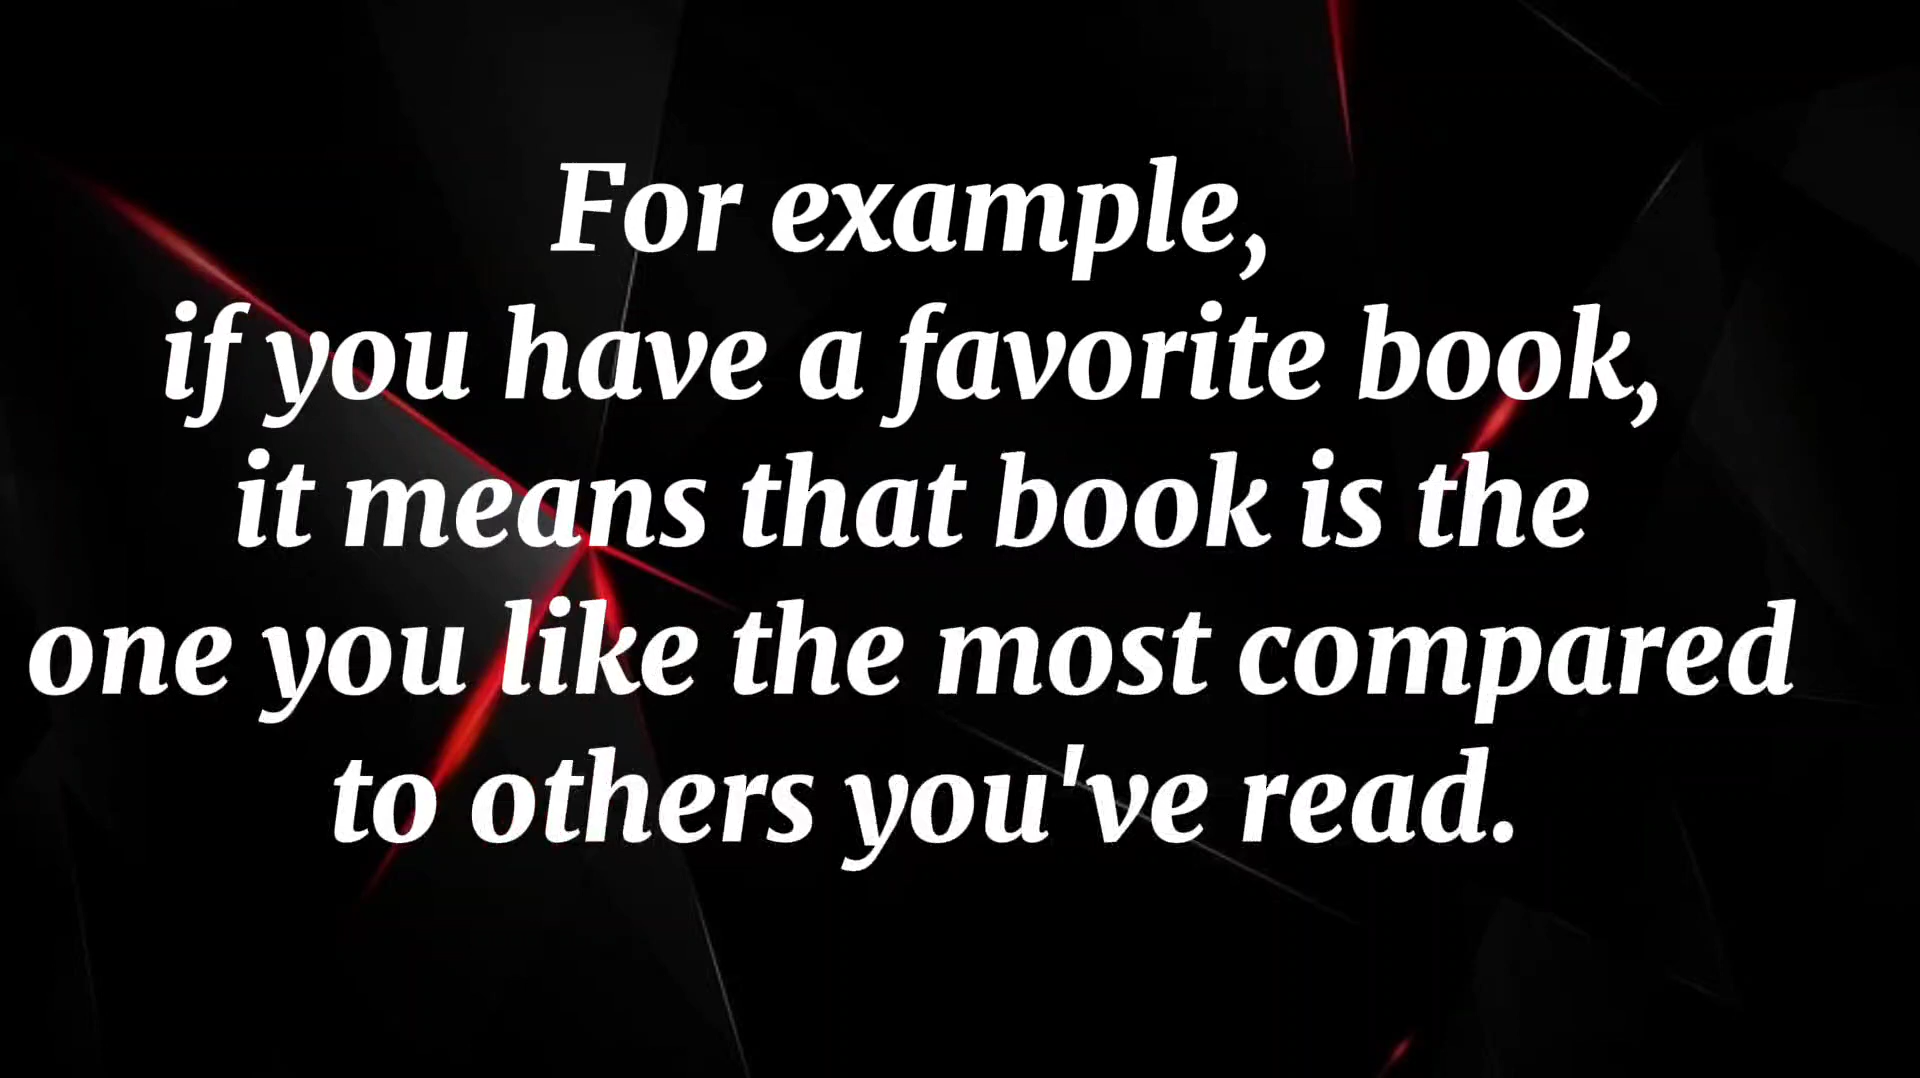 For example,
if you have a favorite book,
it means that book is the
one you like the most compared
to others you've read.